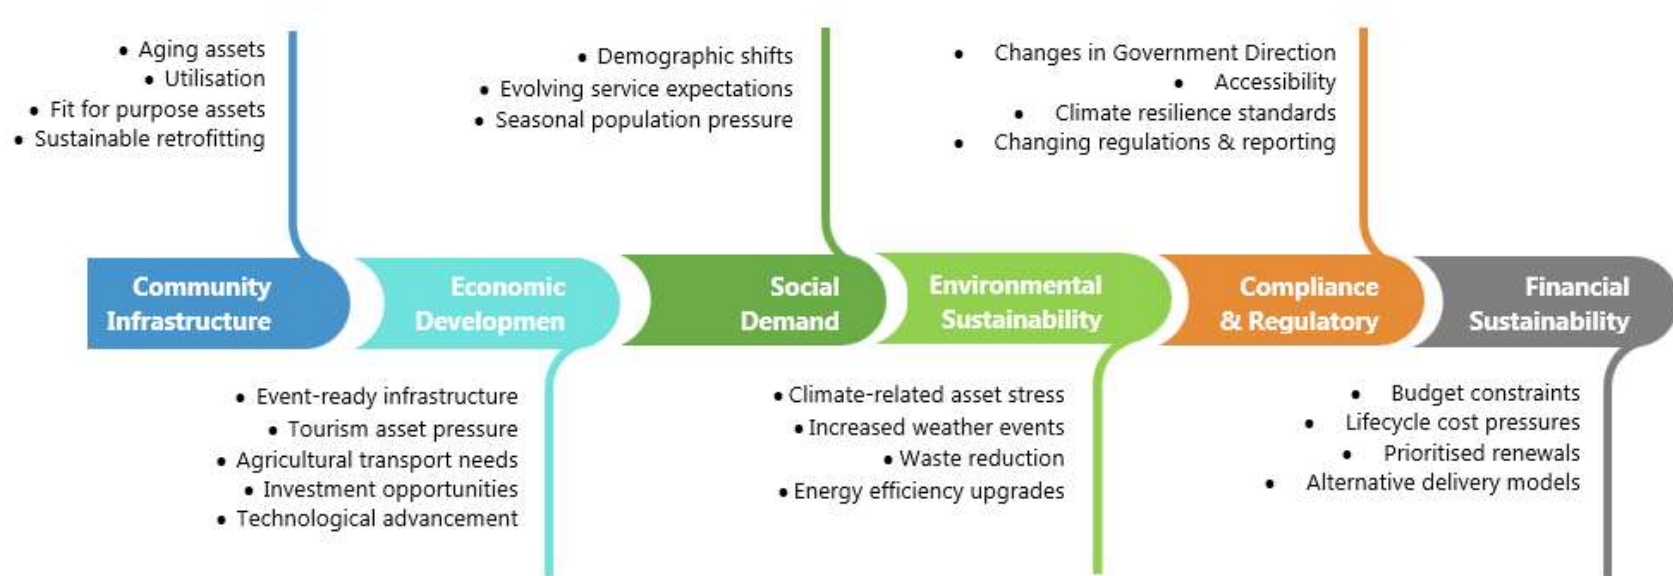 • Aging assets
• Utilisation
• Fit for purpose assets
• Sustainable retrofitting
• Demographic shifts
• Evolving service expectations
• Seasonal population pressure
• Changes in Government Direction
• Accessibility
• Climate resilience standards
• Changing regulations & reporting
Community
Infrastructure
Economic
Developmen
Social
Demand
Environmental
Sustainability
Compliance
& Regulatory
Financial
Sustainability
• Event-ready infrastructure
• Tourism asset pressure
• Agricultural transport needs
• Investment opportunities
• Technological advancement
• Climate-related asset stress
• Increased weather events
• Waste reduction
• Energy efficiency upgrades
• Budget constraints
• Lifecycle cost pressures
• Prioritised renewals
• Alternative delivery models